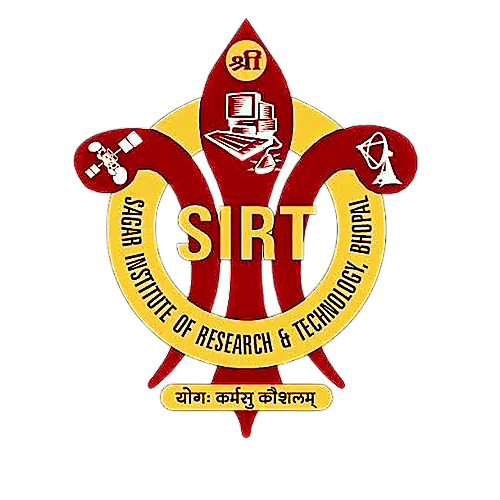 श्री
SIRT
SAGAR INSTITUTE OF RESEARCH & TECHNOLOGY, BHOPAL
योगः कर्मसु कौशलम्